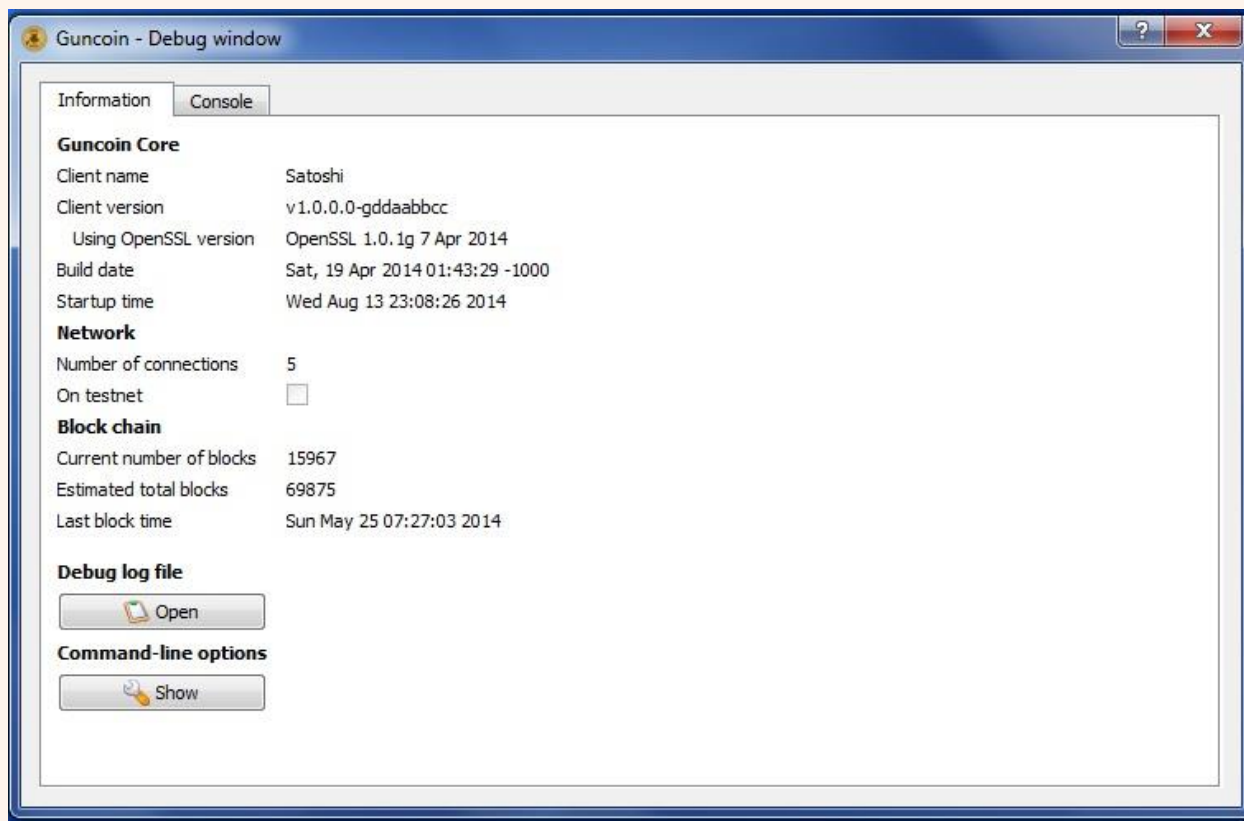 Guncoin - Debug window
Information Console
Guncoin Core
Client name Satoshi
Client version v1.0.0.0-gddaabbcc
Using OpenSSL version OpenSSL 1.0.1g 7 Apr 2014
Build date Sat, 19 Apr 2014 01:43:29 -1000
Startup time Wed Aug 13 23:08:26 2014
Network
Number of connections 5
On testnet
Block chain
Current number of blocks 15967
Estimated total blocks 69875
Last block time Sun May 25 07:27:03 2014
Debug log file
Open
Command-line options
Show